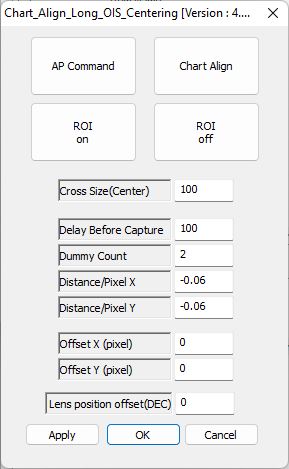 Chart_Align_Long_OIS_Centering [Version : 4....
AP Command
Chart Align
ROI
on
ROI
off
Cross Size(Center) 100
Delay Before Capture 100
Dummy Count 2
Distance/Pixel X -0.06
Distance/Pixel Y -0.06
Offset X (pixel) 0
Offset Y (pixel) 0
Lens position offset(DEC) 0
Apply OK Cancel